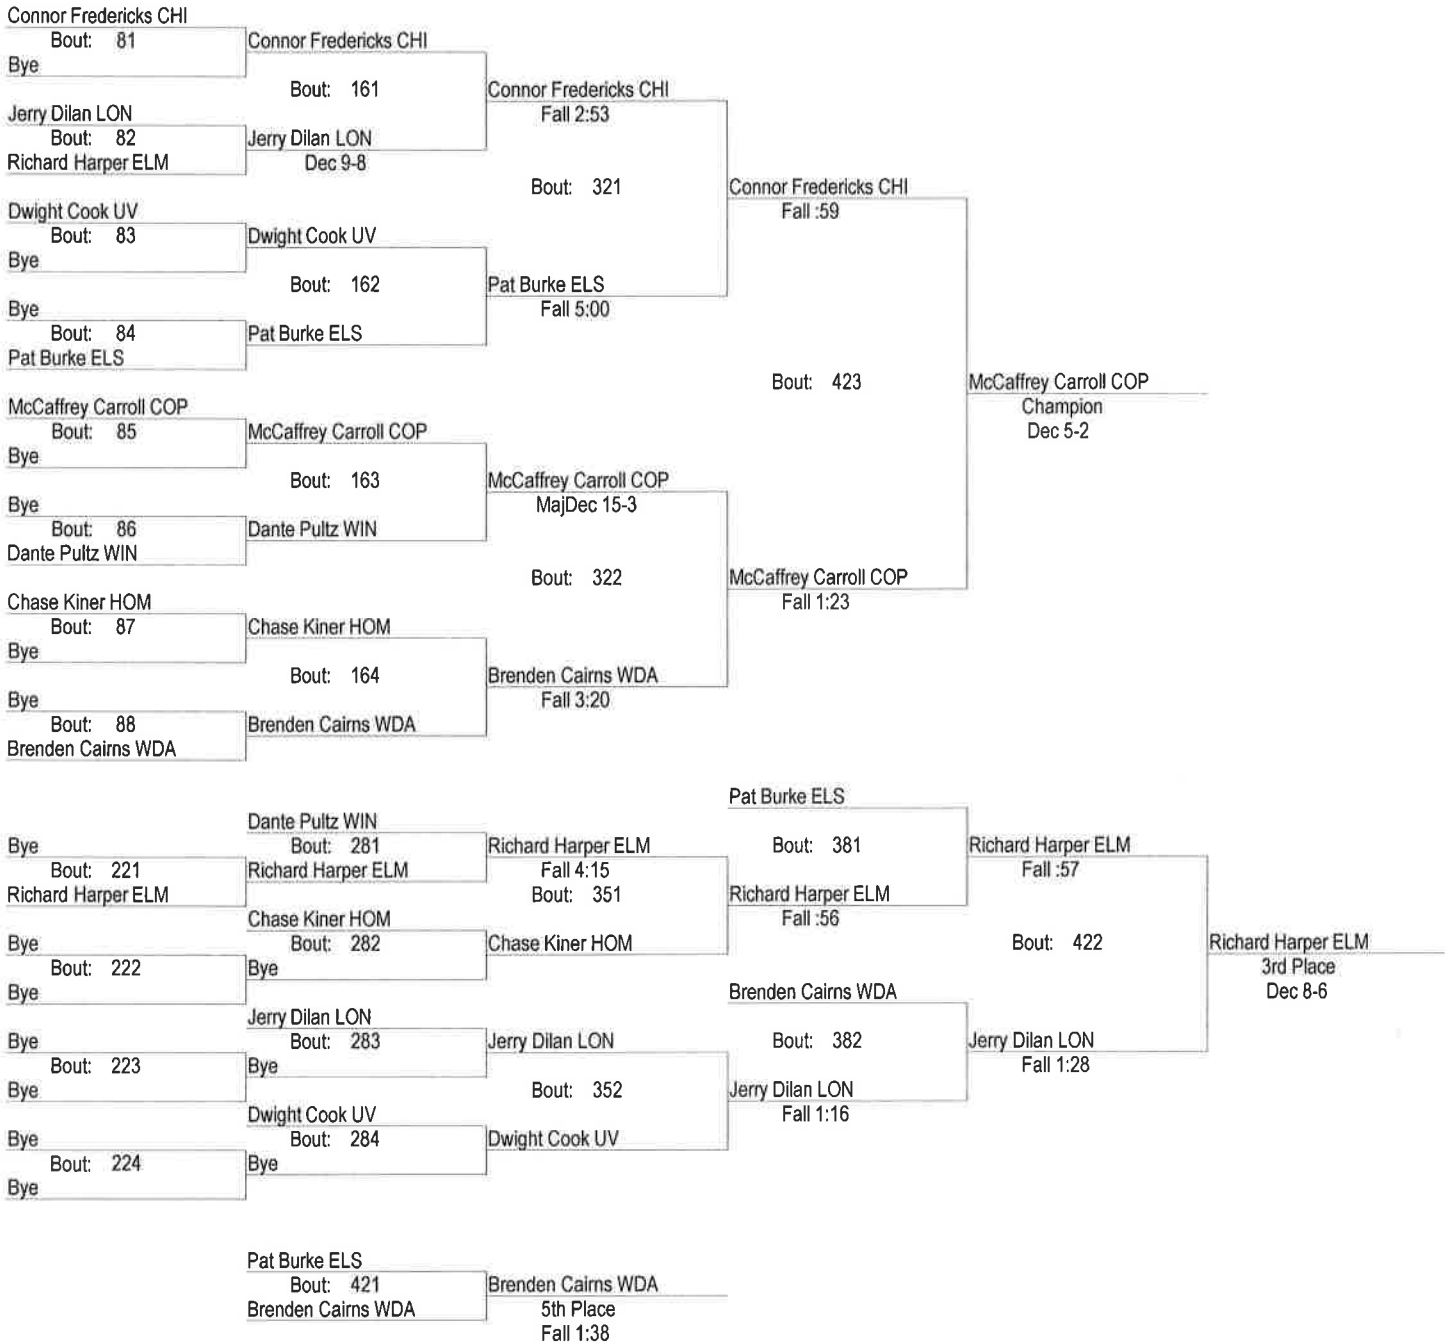 Connor Fredericks CHI
Bout: 81
Bye
Connor Fredericks CHI
Bout: 161
Jerry Dilan LON
Bout: 82
Richard Harper ELM
Jerry Dilan LON
Dec 9-8
Connor Fredericks CHI
Fall 2:53
Bout: 321
Dwight Cook UV
Bout: 83
Bye
Dwight Cook UV
Bout: 162
Bye
Bout: 84
Pat Burke ELS
Pat Burke ELS
Pat Burke ELS
Fall 5:00
Connor Fredericks CHI
Fall :59
Bout: 423
McCaffrey Carroll COP
Champion
Dec 5-2
McCaffrey Carroll COP
Bout: 85
Bye
McCaffrey Carroll COP
Bout: 163
Bye
Bout: 86
Dante Pultz WIN
Dante Pultz WIN
McCaffrey Carroll COP
MajDec 15-3
Bout: 322
McCaffrey Carroll COP
Fall 1:23
Chase Kiner HOM
Bout: 87
Bye
Chase Kiner HOM
Bout: 164
Bye
Bout: 88
Brenden Cairns WDA
Brenden Cairns WDA
Brenden Cairns WDA
Fall 3:20
Pat Burke ELS
Bout: 381
Dante Pultz WIN
Bout: 281
Bye
Bout: 221
Richard Harper ELM
Richard Harper ELM
Richard Harper ELM
Fall 4:15
Bout: 351
Richard Harper ELM
Fall :56
Richard Harper ELM
Fall :57
Chase Kiner HOM
Bout: 282
Bye
Bout: 222
Bye
Bye
Chase Kiner HOM
Bout: 422
Richard Harper ELM
3rd Place
Dec 8-6
Brenden Cairns WDA
Bout: 382
Jerry Dilan LON
Bout: 283
Bye
Bout: 223
Bye
Bye
Jerry Dilan LON
Bout: 352
Jerry Dilan LON
Fall 1:16
Jerry Dilan LON
Fall 1:28
Dwight Cook UV
Bout: 284
Bye
Bout: 224
Bye
Bye
Dwight Cook UV
Pat Burke ELS
Bout: 421
Brenden Cairns WDA
Brenden Cairns WDA
5th Place
Fall 1:38